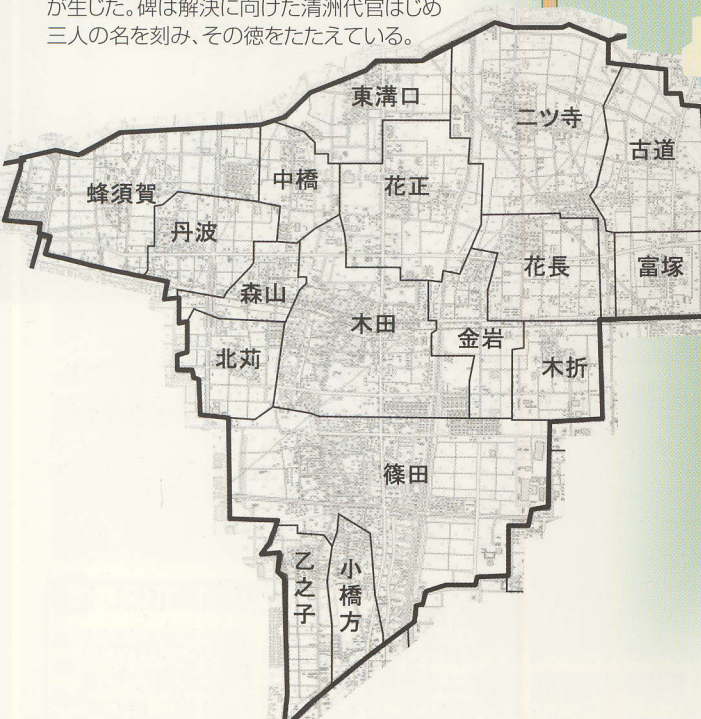 が生じた。碑は解決に向けた清洲代官はじめ
三人の名を刻み、その徳をたたえている。
東溝口
二ツ寺
古道
蜂須賀
中橋
花正
丹波
花長
富塚
森山
木田
金岩
北苅
木折
篠田
乙之子
小橋方